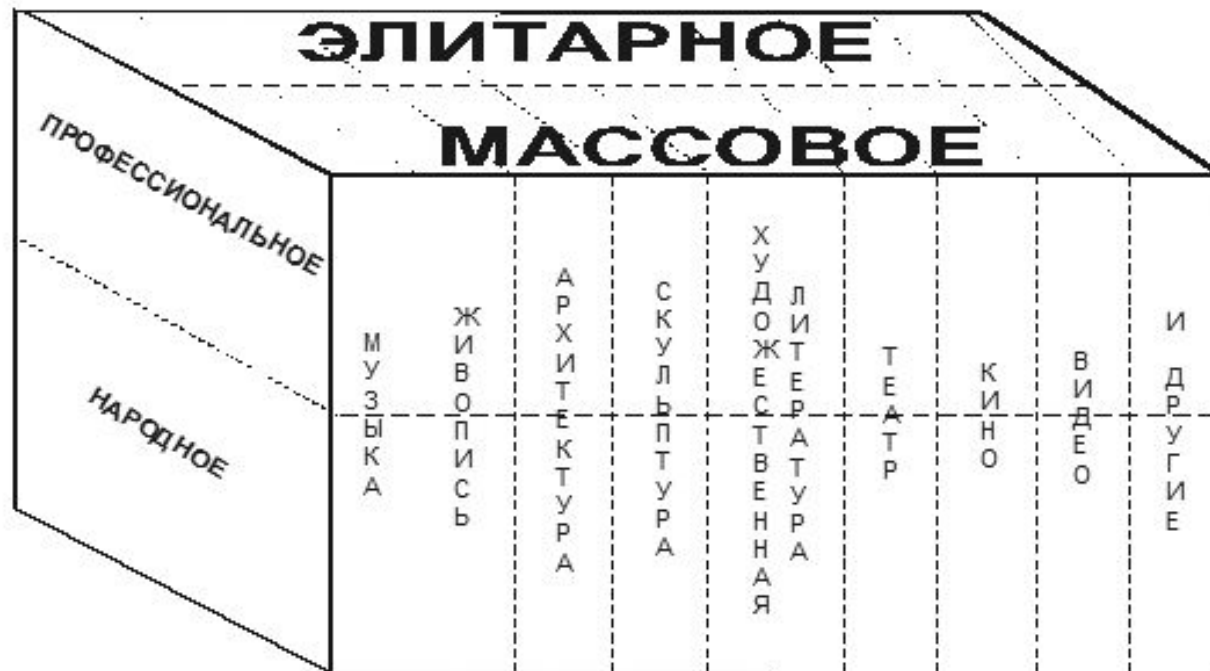 ЭЛИТАРНОЕ
МАССОВОЕ
ПРОФЕССИОНАЛЬНОЕ
НАРОДНОЕ
МУЗЫКА
ЖИВОПИСЬ
АРХИТЕКТУРА
СКУЛЬПТУРА
ХУДОЖЕСТВЕННАЯ
ЛИТЕРАТУРА
ТЕАТР
КИНО
ВИДЕО
И ДРУГИЕ